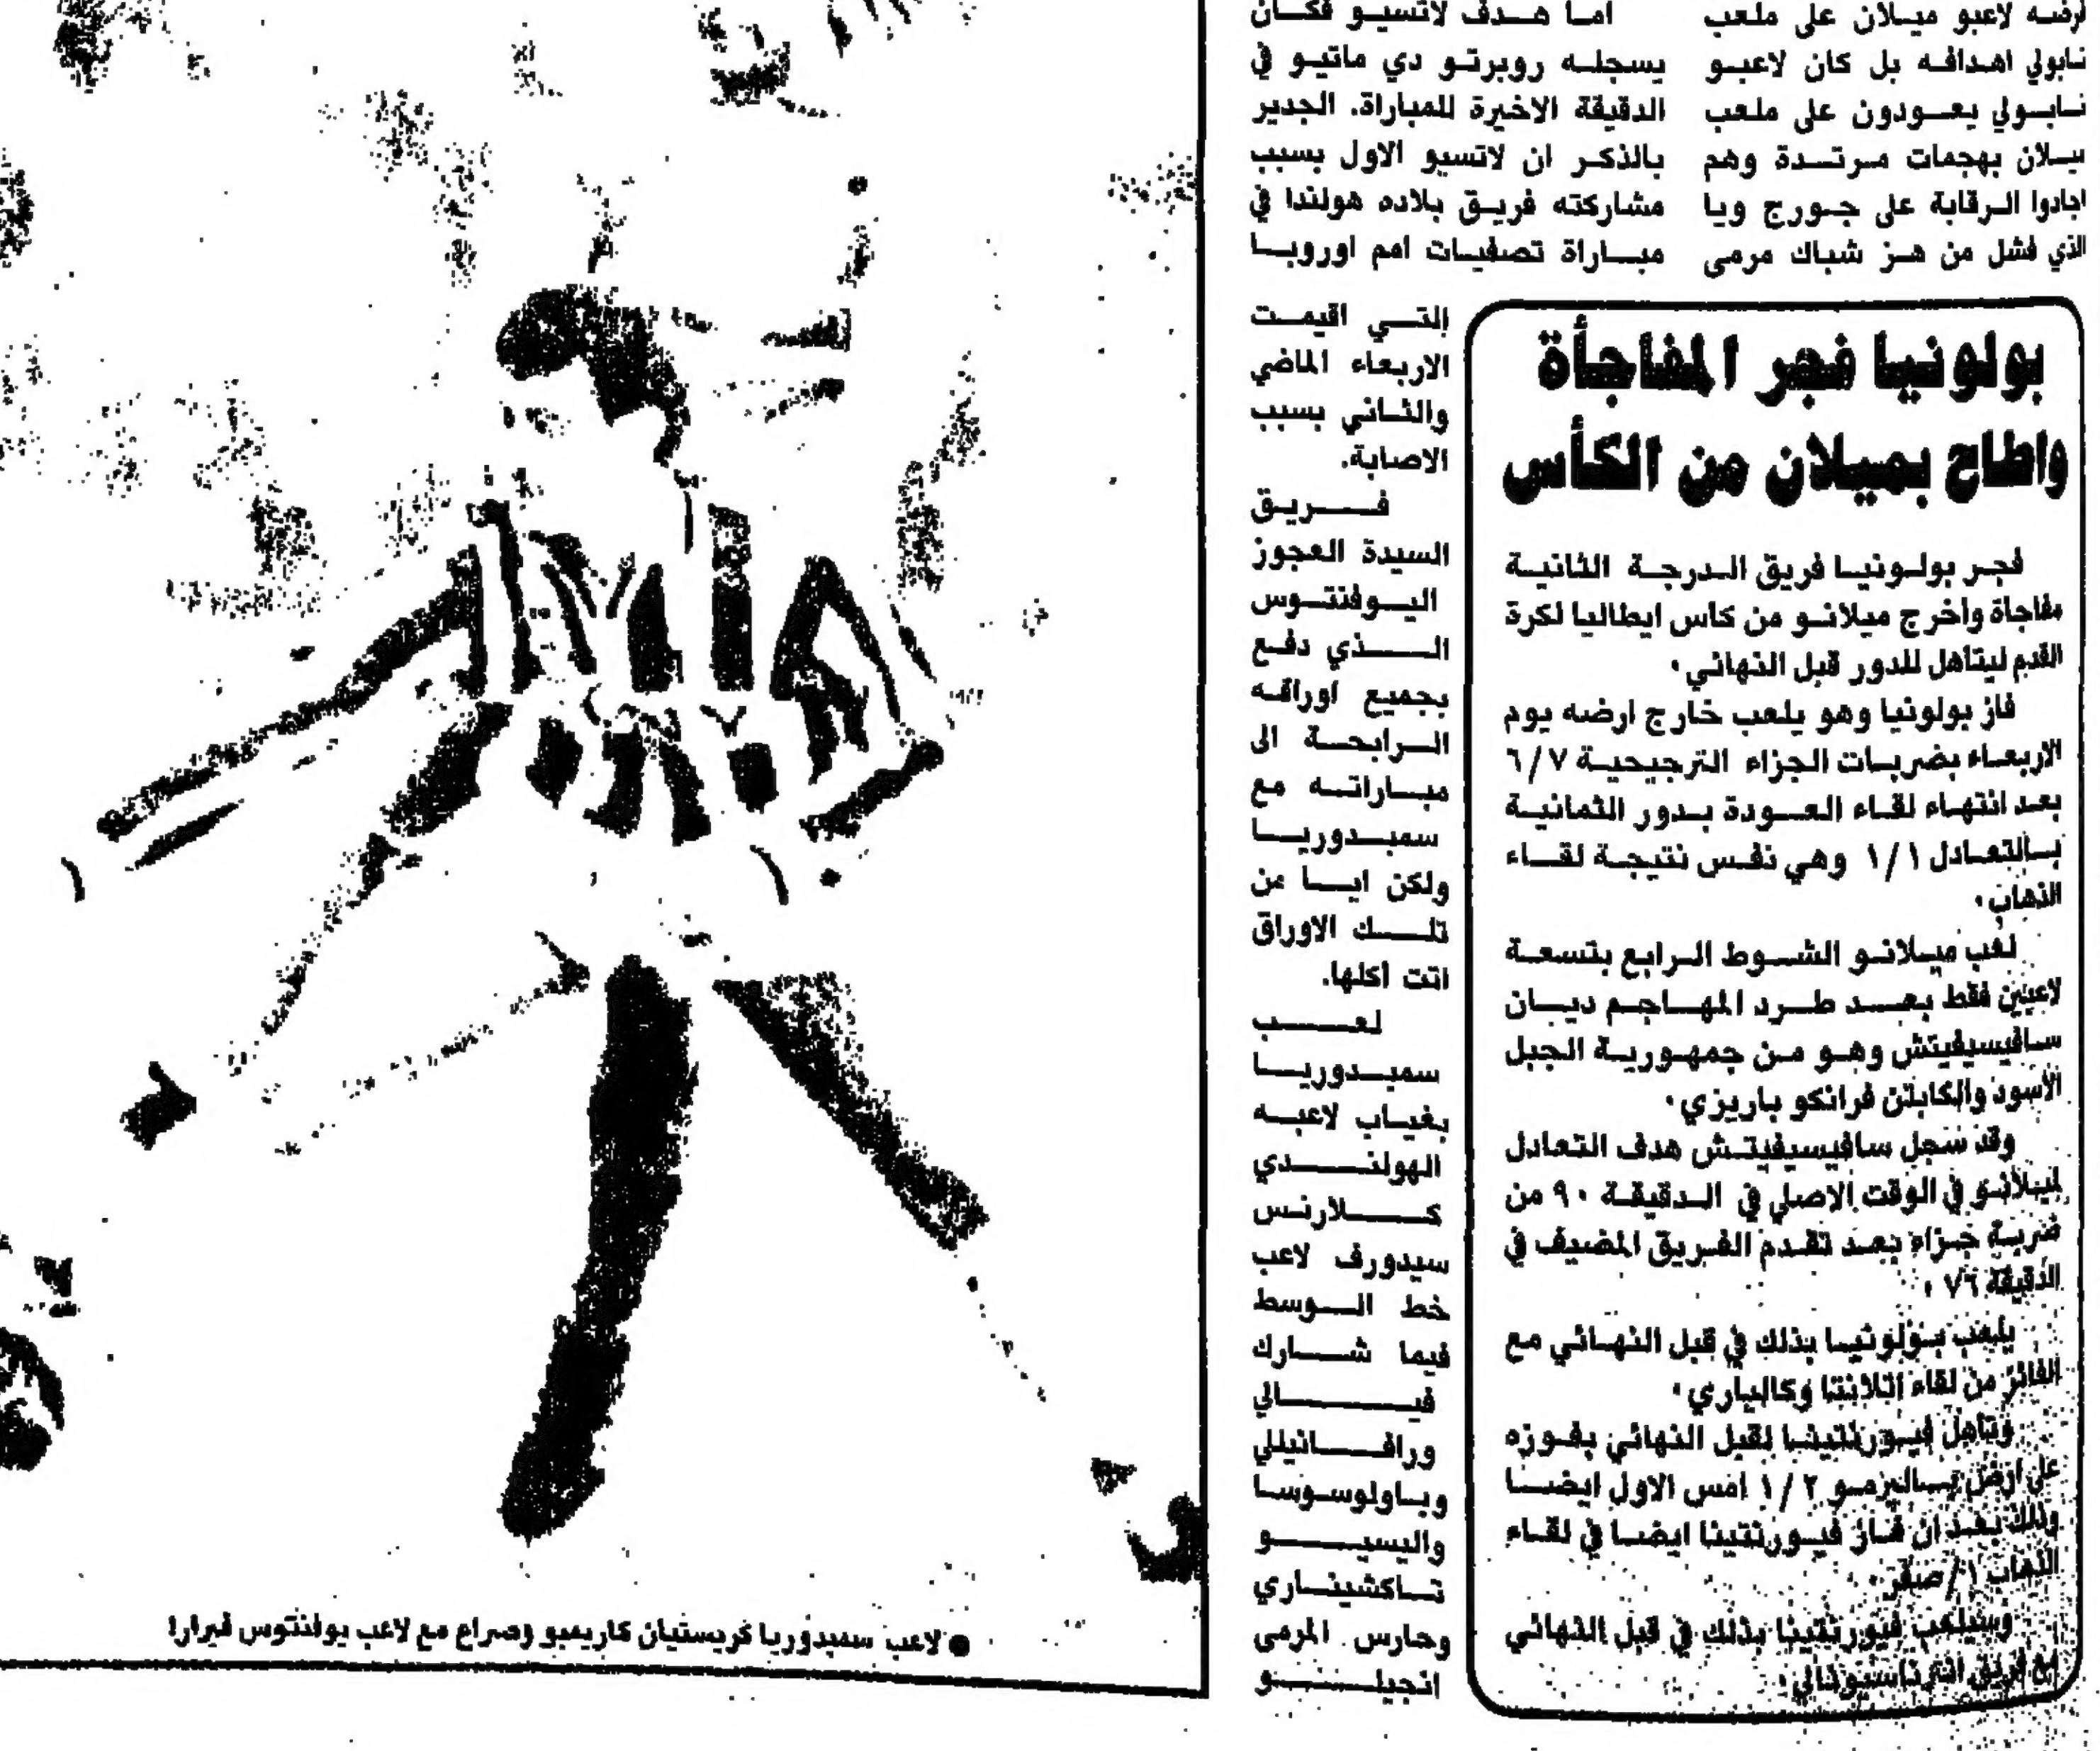 ارضه لاعبو ميلان على ملعب
نابولي اهدافه بل كان لاعبو
نابولي يعودون على ملعب
ميلان بهجمات مرتدة وهم
اجادوا الرقابة على جورج ويا
الذي فشل من هز شباك مرمى
اما هدف لاتسيو فكان
يسجله روبرتو دي ماتيو في
الدقيقة الاخيرة للمباراة. الجدير
بالذكر ان لاتسيو الاول بسبب
مشاركته فريق بلاده هولندا في
مباراة تصفيات امم اوروبا
التي اقيمت
الاربعاء الماضي
والثاني بسبب
الاصابة.
فريق
السيدة العجوز
اليوفنتوس
الذي دفع
بجميع اوراقه
الرابحة الى
مباراته مع
سمبدوريا
ولكن ايا من
تلك الاوراق
اتت أكلها.
لعب
سمبدوريا
بغياب لاعبه
الهولندي
كلارنس
سيدورف لاعب
خط الوسط
فيما شارك
فيالي
ورافانيللي
وباولوسوسا
واليسيو
تاكشيناري
وحارس المرمى
انجيلو
بولونيا فجر المفاجأة
واطاح بميلان من الكأس
فجر بولونيا فريق الدرجة الثانية
مفاجاة واخرج ميلانو من كاس ايطاليا لكرة
القدم ليتاهل للدور قبل النهائي.
فاز بولونيا وهو يلعب خارج ارضه يوم
الاربعاء بضربات الجزاء الترجيحية ٦/٧
بعد انتهاء لقاء العودة بدور الثمانية
بالتعادل ١/١ وهي نفس نتيجة لقاء
الذهاب.
لعب ميلانو الشوط الرابع بتسعة
لاعبين فقط بعد طرد المهاجم ديان
سافيسيفيتش وهو من جمهورية الجبل
الأسود والكابتن فرانكو باريزي.
وقد سجل سافيسيفيتش هدف التعادل
لميلانو في الوقت الاصلي في الدقيقة ٩٠ من
ضربة جزاء بعد تقدم الفريق المضيف في
الدقيقة ٧٦.
يلعب بولونيا بذلك في قبل النهائي مع
الفائز من لقاء اتلانتا وكالياري.
وتاهل فيورنتينا لقبل النهائي بفوزه
على ارض باليرمو ١/٢ امس الاول ايضا
وذلك بعد ان فاز فيورنتينا ايضا في لقاء
الذهاب ١/صفر.
وسيلعب فيورنتينا بذلك في قبل النهائي
مع فريق انترناسيونالي.
● لاعب سمبدوريا كريستيان كاريمبو وصراع مع لاعب يوفنتوس فيرارا